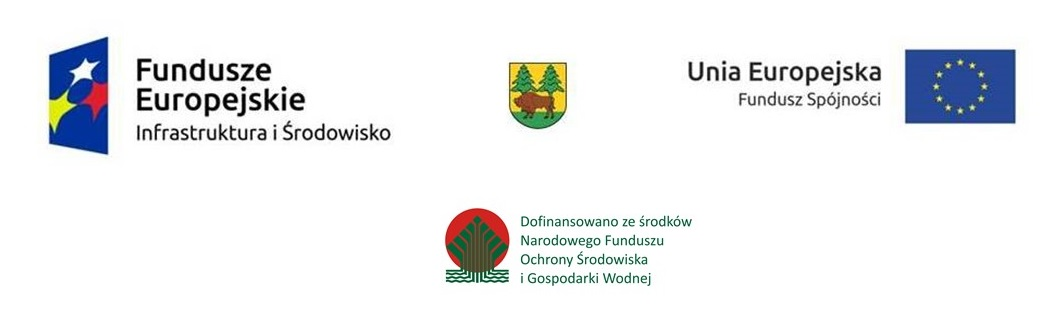 Fundusze
Europejskie
Infrastruktura i Środowisko
Unia Europejska
Fundusz Spójności
Dofinansowano ze środków
Narodowego Funduszu
Ochrony Środowiska
i Gospodarki Wodnej